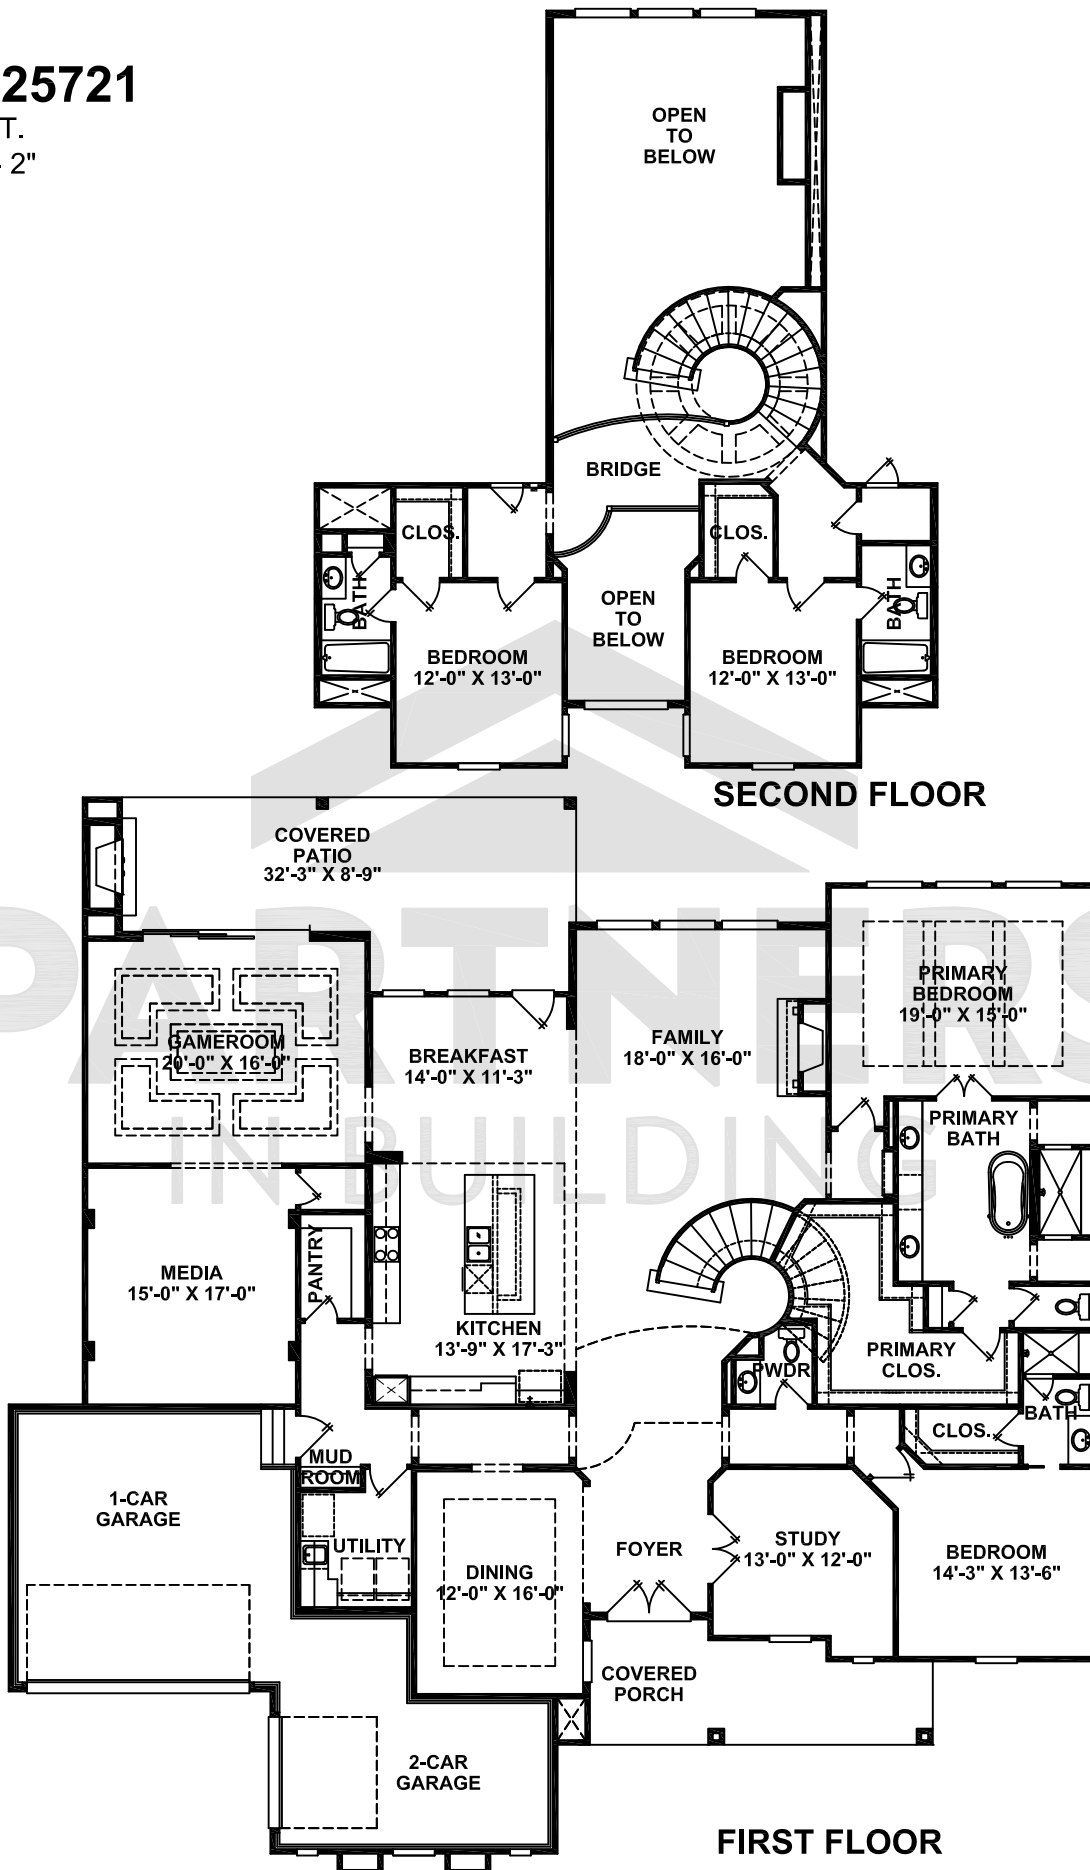 25721
T.
- 2"
OPEN
TO
BELOW
BRIDGE
CLOS.
CLOS.
BATH
BATH
OPEN
TO
BELOW
BEDROOM
12'-0" X 13'-0"
BEDROOM
12'-0" X 13'-0"
SECOND FLOOR
COVERED
PATIO
32'-3" X 8'-9"
PARTNERS
IN BUILDING
PRIMARY
BEDROOM
19'-0" X 15'-0"
GAMEROOM
20'-0" X 16'-0"
BREAKFAST
14'-0" X 11'-3"
FAMILY
18'-0" X 16'-0"
PRIMARY
BATH
MEDIA
15'-0" X 17'-0"
PANTRY
KITCHEN
13'-9" X 17'-3"
PWDR
PRIMARY
CLOS.
BATH
CLOS.
MUD
ROOM
1-CAR
GARAGE
UTILITY
DINING
12'-0" X 16'-0"
FOYER
STUDY
13'-0" X 12'-0"
BEDROOM
14'-3" X 13'-6"
COVERED
PORCH
2-CAR
GARAGE
FIRST FLOOR